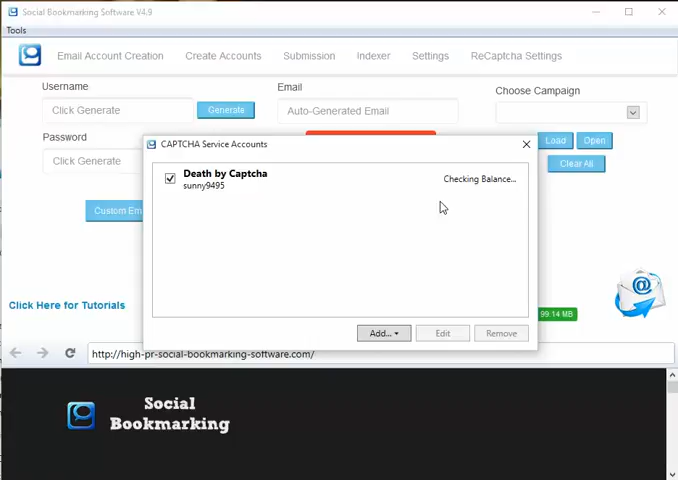 Social Bookmarking Software V4.9
Tools
Email Account Creation Create Accounts Submission Indexer Settings ReCaptcha Settings
Username
Click Generate
Generate
Email
Auto-Generated Email
Choose Campaign
Password
Click Generate
Load
Open
Clear All
CAPTCHA Service Accounts
Death by Captcha
sunny9495
Checking Balance...
Custom Em
Click Here for Tutorials
99.14 MB
Add...
Edit
Remove
http://high-pr-social-bookmarking-software.com/
Social
Bookmarking